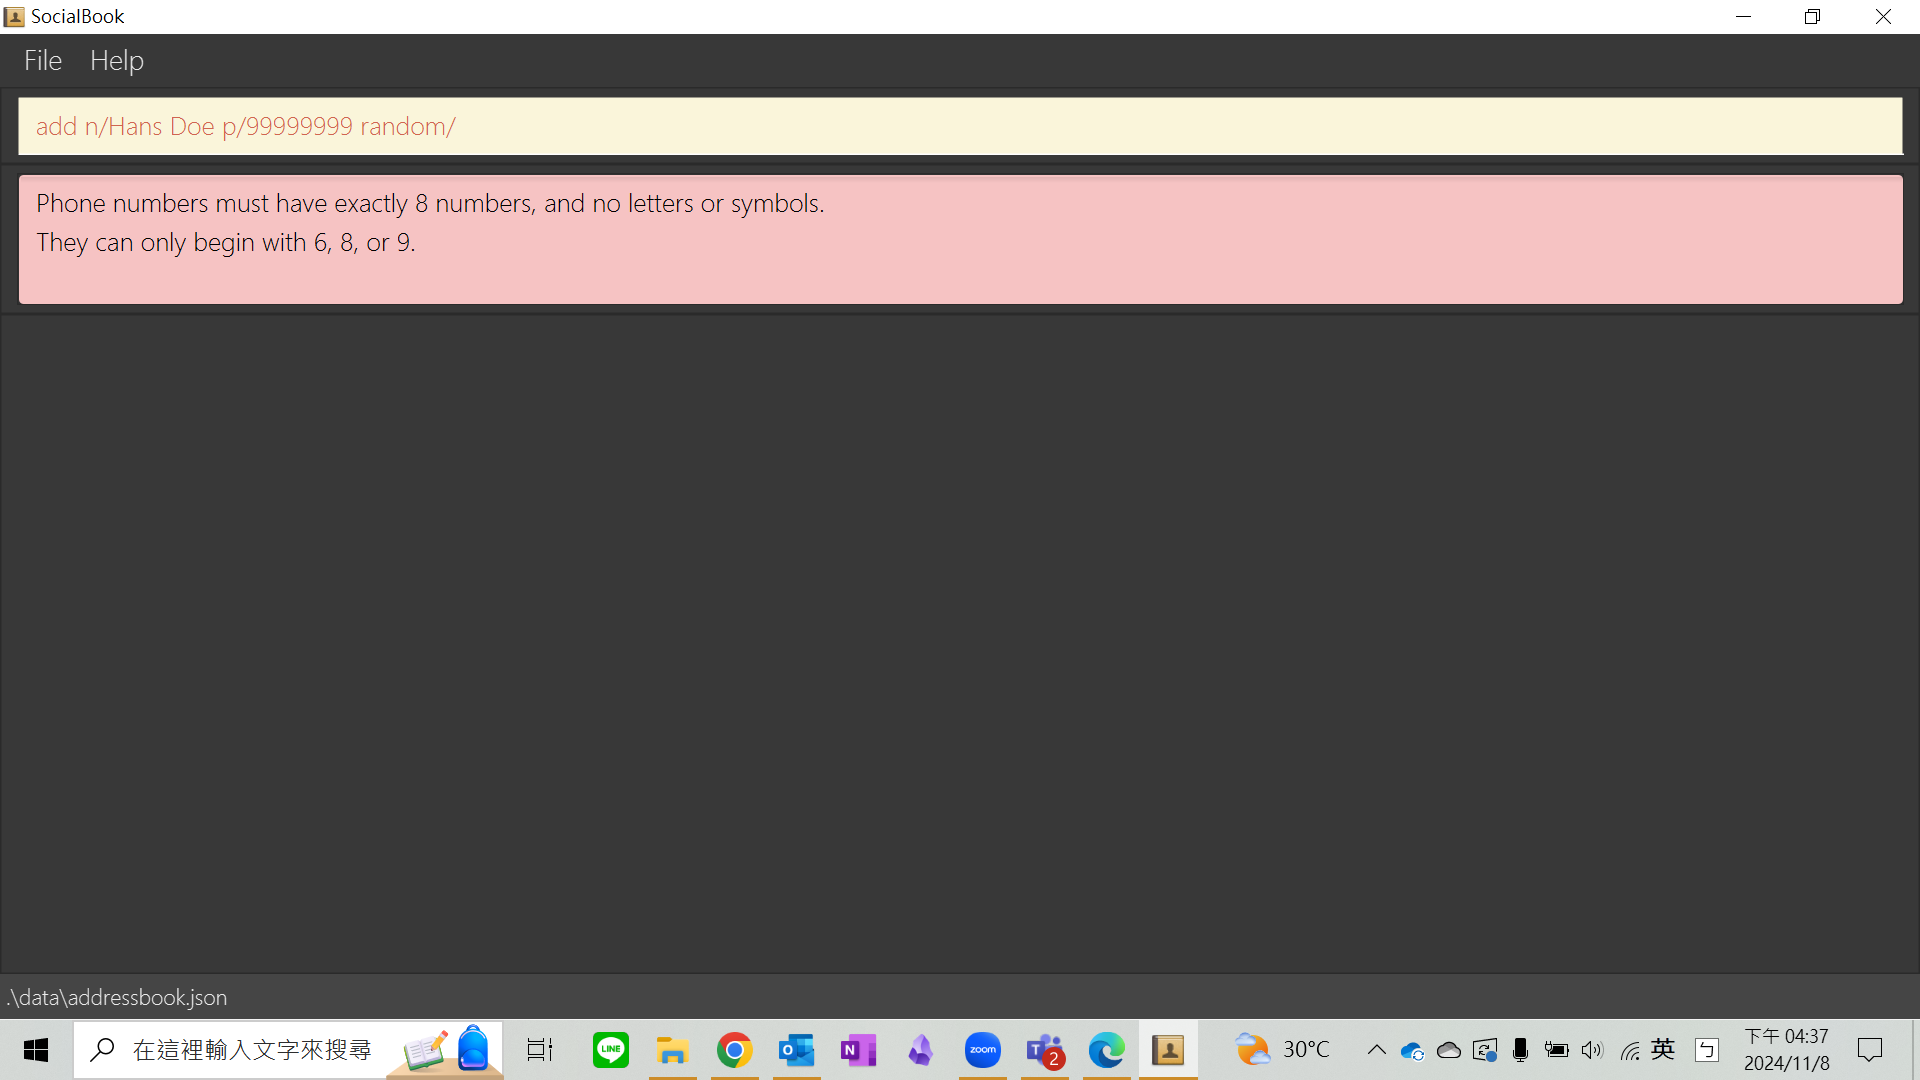 SocialBook
File Help
add n/Hans Doe p/99999999 random/
Phone numbers must have exactly 8 numbers, and no letters or symbols.
They can only begin with 6, 8, or 9.
.\data\addressbook.json
在這裡輸入文字來搜尋
LINE
O
N
zoom
T
2
30°C
英
ㄅ
下午 04:37
2024/11/8